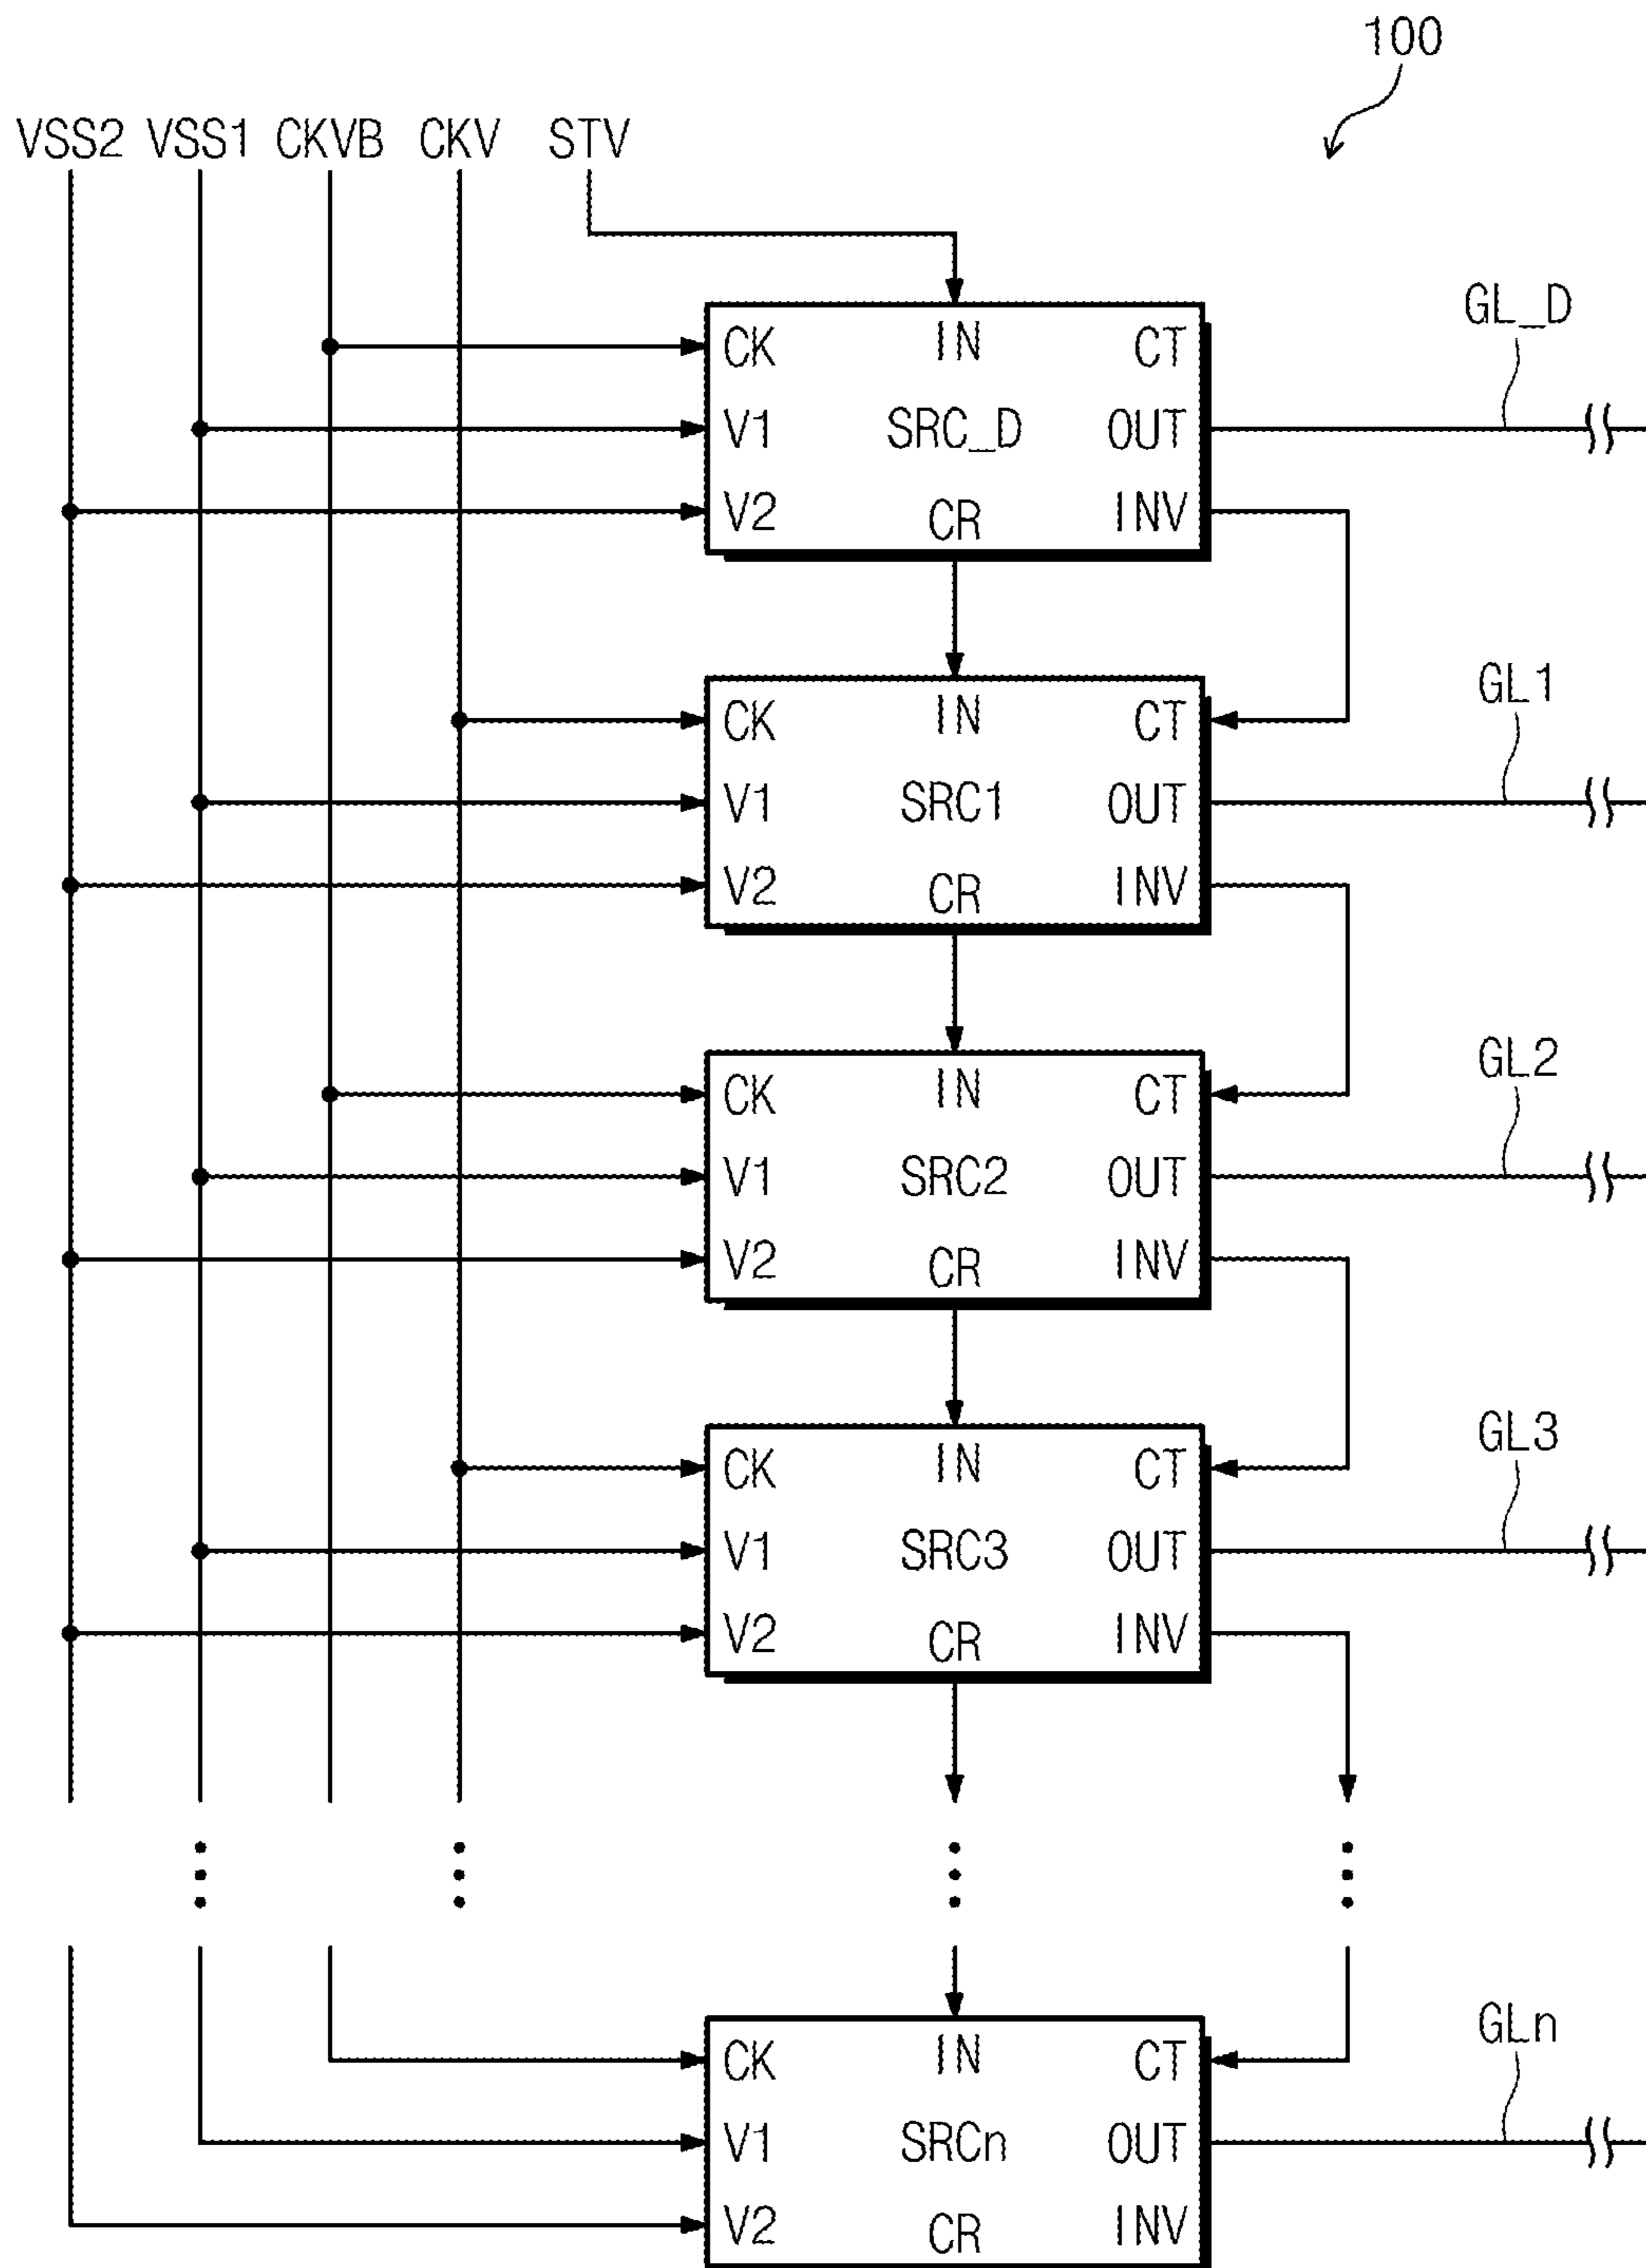 100
VSS2 VSS1 CKVB CKV STV
GL_D
CK IN CT
V1 SRC_D OUT
V2 CR INV
GL1
CK IN CT
V1 SRC1 OUT
V2 CR INV
GL2
CK IN CT
V1 SRC2 OUT
V2 CR INV
GL3
CK IN CT
V1 SRC3 OUT
V2 CR INV
GLn
CK IN CT
V1 SRCn OUT
V2 CR INV